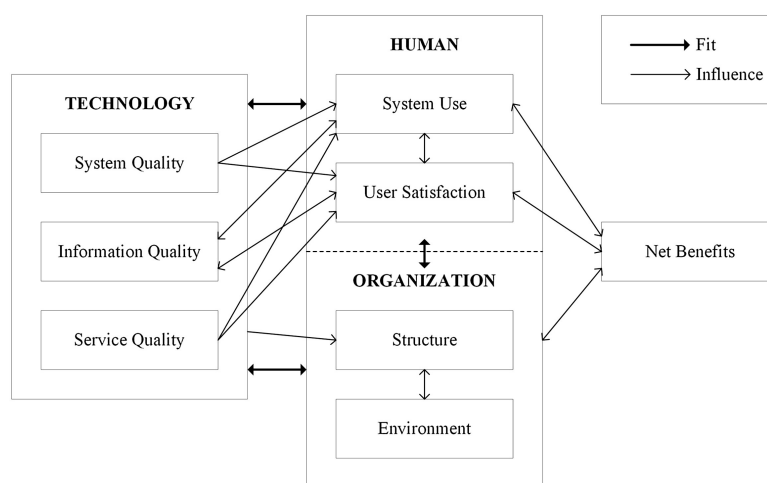 HUMAN
Fit
Influence
TECHNOLOGY
System Use
System Quality
User Satisfaction
Information Quality
Net Benefits
ORGANIZATION
Service Quality
Structure
Environment